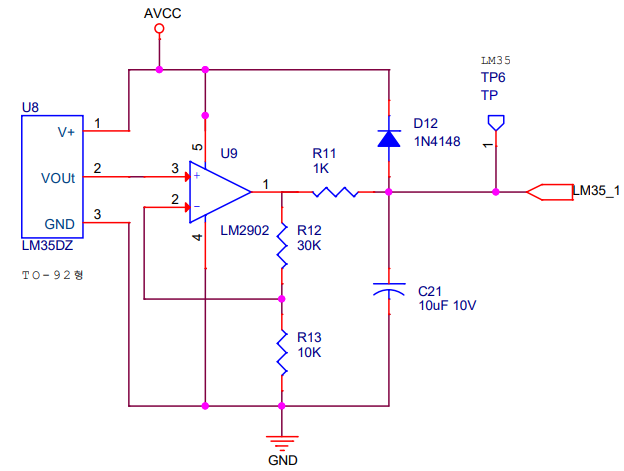 AVCC
LM35
TP6
TP
1
U8
1
V+
2
VOUt
3
GND
LM35DZ
TO-92형
5
U9
3
+
2
-
1
4
LM2902
R11
1K
D12
1N4148
LM35_1
R12
30K
C21
10uF 10V
R13
10K
GND